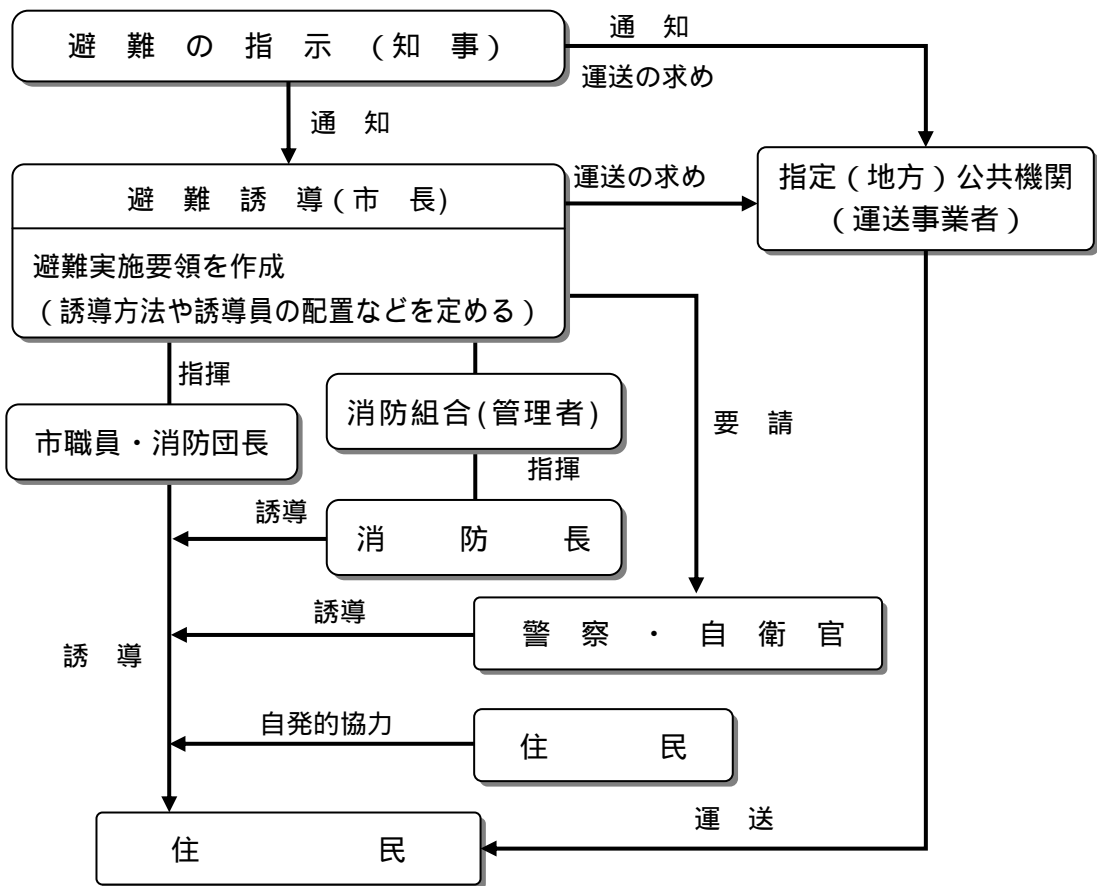 避難の指示（知事）
通知
運送の求め
通知
避難誘導(市長)
運送の求め
指定（地方）公共機関
（運送事業者）
避難実施要領を作成
（誘導方法や誘導員の配置などを定める）
指揮
消防組合(管理者)
要請
市職員・消防団長
指揮
誘導
消防長
誘導
警察・自衛官
誘導
自発的協力
住民
運送
住民